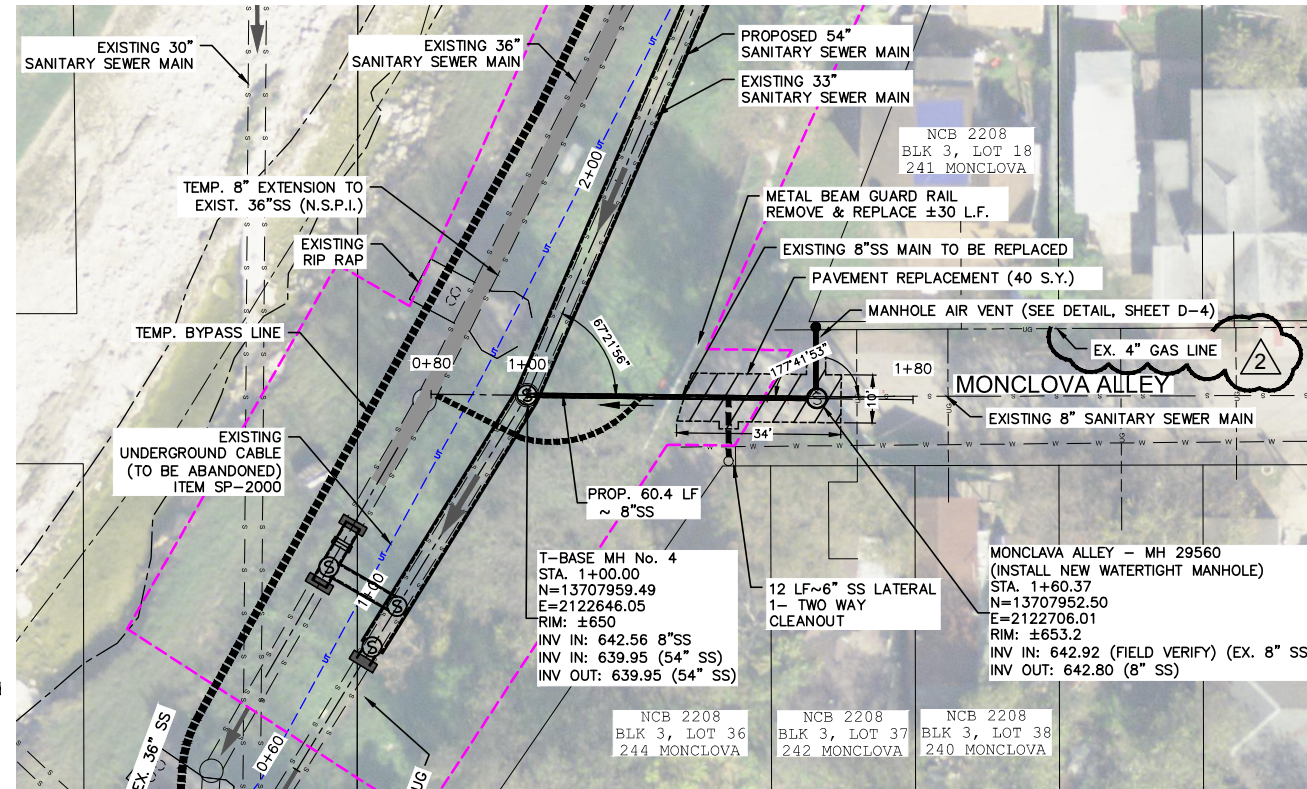 EXISTING 30"
SANITARY SEWER MAIN
EXISTING 36"
SANITARY SEWER MAIN
PROPOSED 54"
SANITARY SEWER MAIN
EXISTING 33"
SANITARY SEWER MAIN
NCB 2208
BLK 3, LOT 18
241 MONCLOVA
2+00
TEMP. 8" EXTENSION TO
EXIST. 36"SS (N.S.P.I.)
METAL BEAM GUARD RAIL
REMOVE & REPLACE ±30 L.F.
EXISTING
RIP RAP
EXISTING 8"SS MAIN TO BE REPLACED
PAVEMENT REPLACEMENT (40 S.Y.)
MANHOLE AIR VENT (SEE DETAIL, SHEET D-4)
TEMP. BYPASS LINE
67°21'56"
EX. 4" GAS LINE
2
0+80
1+00
177°41'53"
1+80
MONCLOVA ALLEY
10'
EXISTING 8" SANITARY SEWER MAIN
34'
EXISTING
UNDERGROUND CABLE
(TO BE ABANDONED)
ITEM SP-2000
PROP. 60.4 LF
~ 8"SS
T-BASE MH No. 4
STA. 1+00.00
N=13707959.49
E=2122646.05
RIM: ±650
INV IN: 642.56 8"SS
INV IN: 639.95 (54" SS)
INV OUT: 639.95 (54" SS)
12 LF~6" SS LATERAL
1- TWO WAY
CLEANOUT
MONCLAVA ALLEY - MH 29560
(INSTALL NEW WATERTIGHT MANHOLE)
STA. 1+60.37
N=13707952.50
E=2122706.01
RIM: ±653.2
INV IN: 642.92 (FIELD VERIFY) (EX. 8" SS
INV OUT: 642.80 (8" SS)
1+00
NCB 2208
BLK 3, LOT 36
244 MONCLOVA
NCB 2208
BLK 3, LOT 37
242 MONCLOVA
NCB 2208
BLK 3, LOT 38
240 MONCLOVA
EX. 36" SS
0+60
UG